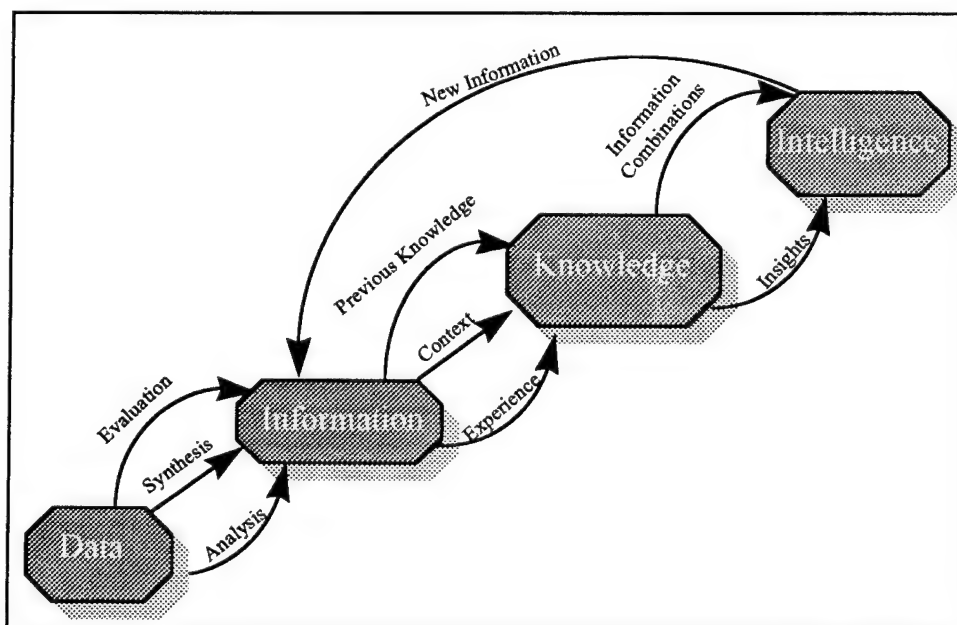 New Information
Information
Combinations
Intelligence
Previous Knowledge
Knowledge
Insights
Context
Evaluation
Information
Experience
Synthesis
Analysis
Data